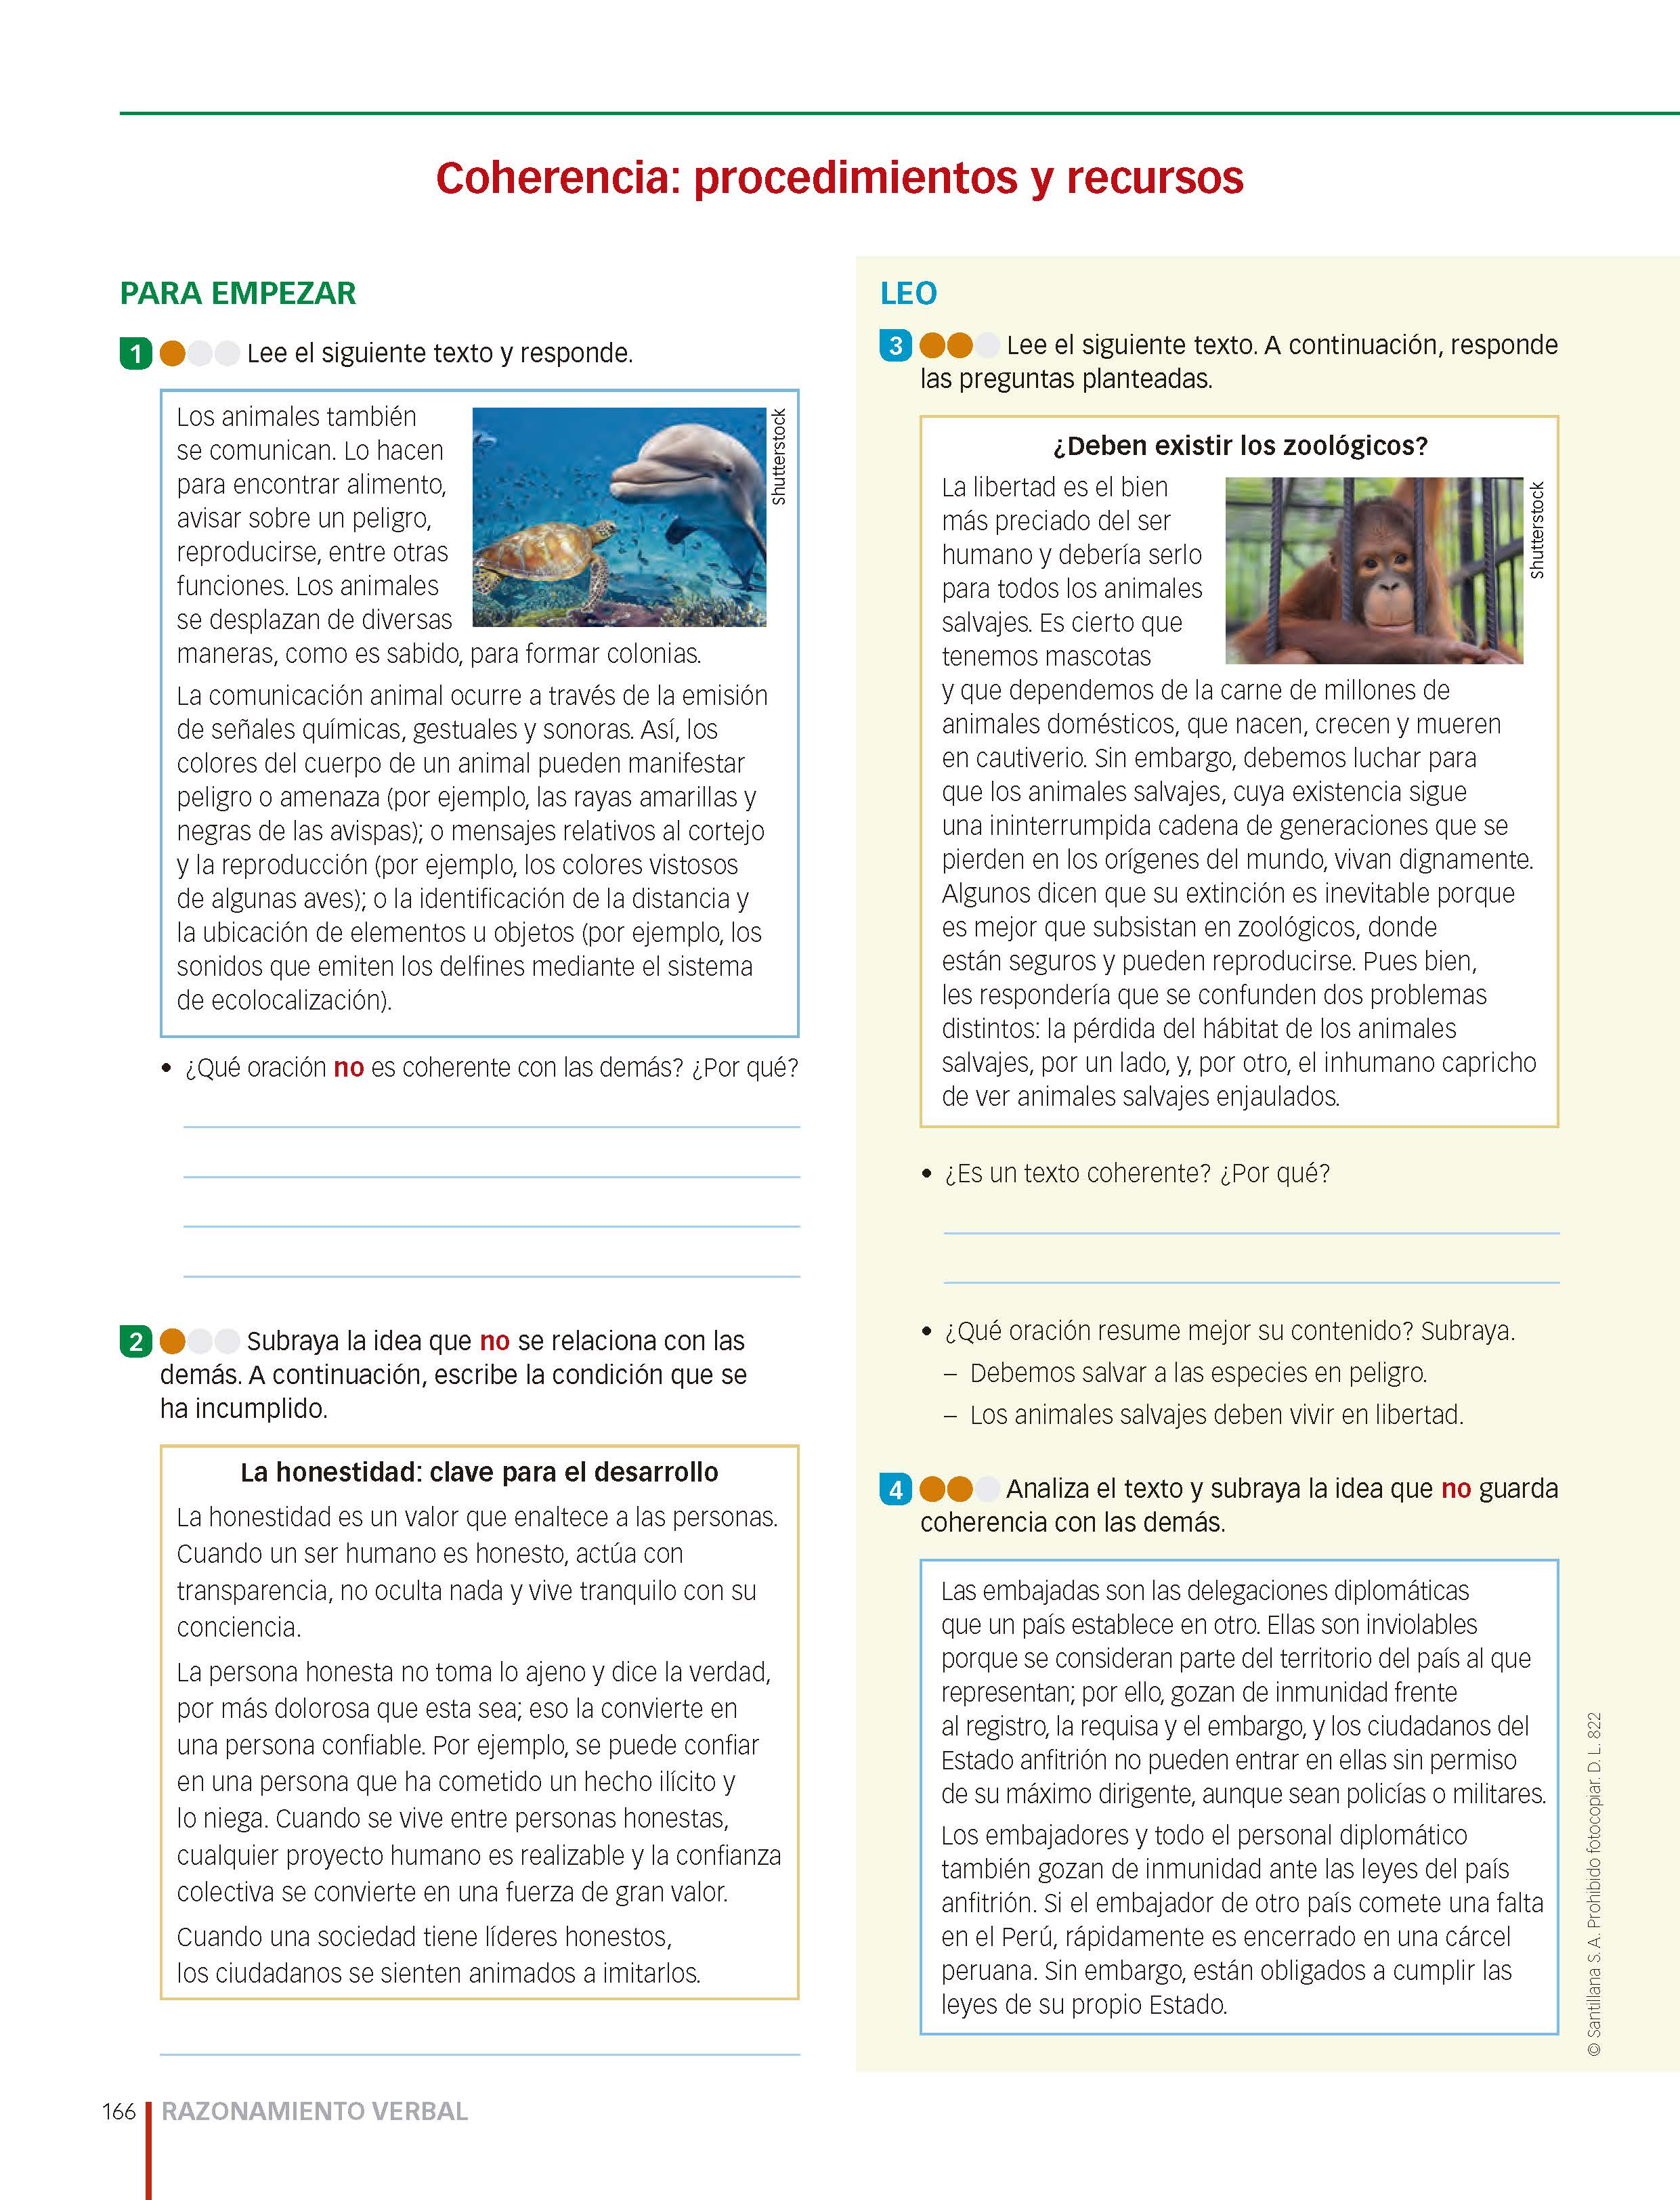 Coherencia: procedimientos y recursos
PARA EMPEZAR
1 Lee el siguiente texto y responde.
Los animales también
se comunican. Lo hacen
para encontrar alimento,
avisar sobre un peligro,
reproducirse, entre otras
funciones. Los animales
se desplazan de diversas
maneras, como es sabido, para formar colonias.
Shutterstock
La comunicación animal ocurre a través de la emisión
de señales químicas, gestuales y sonoras. Así, los
colores del cuerpo de un animal pueden manifestar
peligro o amenaza (por ejemplo, las rayas amarillas y
negras de las avispas); o mensajes relativos al cortejo
y la reproducción (por ejemplo, los colores vistosos
de algunas aves); o la identificación de la distancia y
la ubicación de elementos u objetos (por ejemplo, los
sonidos que emiten los delfines mediante el sistema
de ecolocalización).
• ¿Qué oración no es coherente con las demás? ¿Por qué?
2 Subraya la idea que no se relaciona con las
demás. A continuación, escribe la condición que se
ha incumplido.
La honestidad: clave para el desarrollo
La honestidad es un valor que enaltece a las personas.
Cuando un ser humano es honesto, actúa con
transparencia, no oculta nada y vive tranquilo con su
conciencia.
La persona honesta no toma lo ajeno y dice la verdad,
por más dolorosa que esta sea; eso la convierte en
una persona confiable. Por ejemplo, se puede confiar
en una persona que ha cometido un hecho ilícito y
lo niega. Cuando se vive entre personas honestas,
cualquier proyecto humano es realizable y la confianza
colectiva se convierte en una fuerza de gran valor.
Cuando una sociedad tiene líderes honestos,
los ciudadanos se sienten animados a imitarlos.
LEO
3 Lee el siguiente texto. A continuación, responde
las preguntas planteadas.
¿Deben existir los zoológicos?
La libertad es el bien
más preciado del ser
humano y debería serlo
para todos los animales
salvajes. Es cierto que
tenemos mascotas
y que dependemos de la carne de millones de
animales domésticos, que nacen, crecen y mueren
en cautiverio. Sin embargo, debemos luchar para
que los animales salvajes, cuya existencia sigue
una ininterrumpida cadena de generaciones que se
pierden en los orígenes del mundo, vivan dignamente.
Algunos dicen que su extinción es inevitable porque
es mejor que subsistan en zoológicos, donde
están seguros y pueden reproducirse. Pues bien,
les respondería que se confunden dos problemas
distintos: la pérdida del hábitat de los animales
salvajes, por un lado, y, por otro, el inhumano capricho
de ver animales salvajes enjaulados.
Shutterstock
• ¿Es un texto coherente? ¿Por qué?
• ¿Qué oración resume mejor su contenido? Subraya.
– Debemos salvar a las especies en peligro.
– Los animales salvajes deben vivir en libertad.
4 Analiza el texto y subraya la idea que no guarda
coherencia con las demás.
Las embajadas son las delegaciones diplomáticas
que un país establece en otro. Ellas son inviolables
porque se consideran parte del territorio del país al que
representan; por ello, gozan de inmunidad frente
al registro, la requisa y el embargo, y los ciudadanos del
Estado anfitrión no pueden entrar en ellas sin permiso
de su máximo dirigente, aunque sean policías o militares.
Los embajadores y todo el personal diplomático
también gozan de inmunidad ante las leyes del país
anfitrión. Si el embajador de otro país comete una falta
en el Perú, rápidamente es encerrado en una cárcel
peruana. Sin embargo, están obligados a cumplir las
leyes de su propio Estado.
© Santillana S. A. Prohibido fotocopiar. D. L. 822
166 RAZONAMIENTO VERBAL